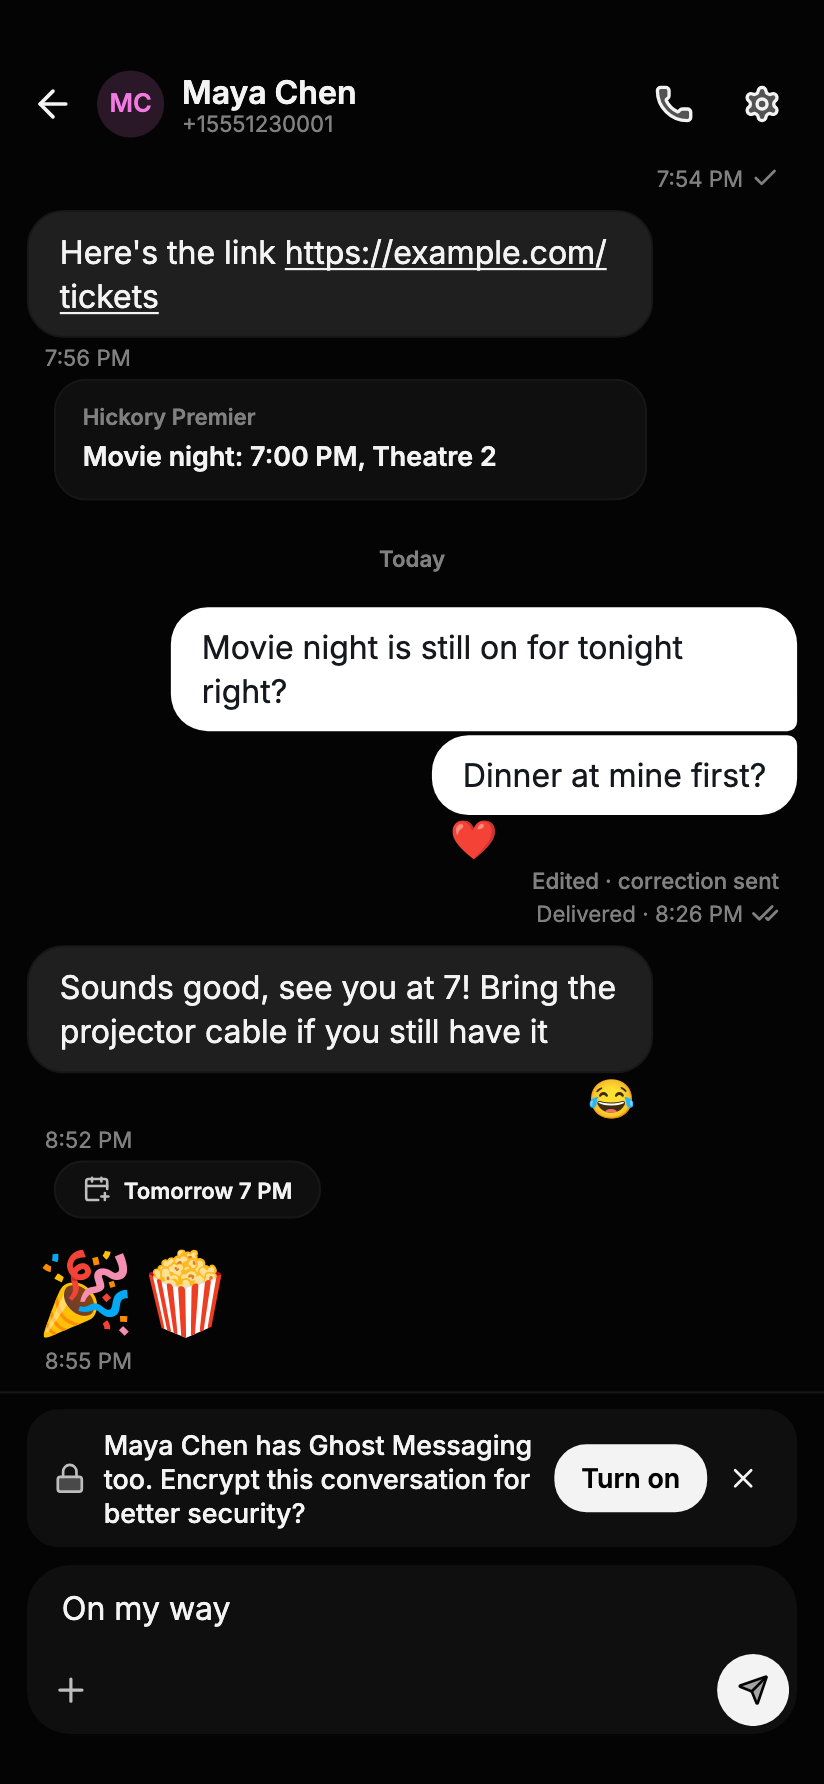 MC
Maya Chen
+15551230001
7:54 PM
Here's the link https://example.com/
tickets
7:56 PM
Hickory Premier
Movie night: 7:00 PM, Theatre 2
Today
Movie night is still on for tonight
right?
Dinner at mine first?
Edited · correction sent
Delivered · 8:26 PM
Sounds good, see you at 7! Bring the
projector cable if you still have it
8:52 PM
Tomorrow 7 PM
8:55 PM
Maya Chen has Ghost Messaging
too. Encrypt this conversation for
better security?
Turn on
On my way